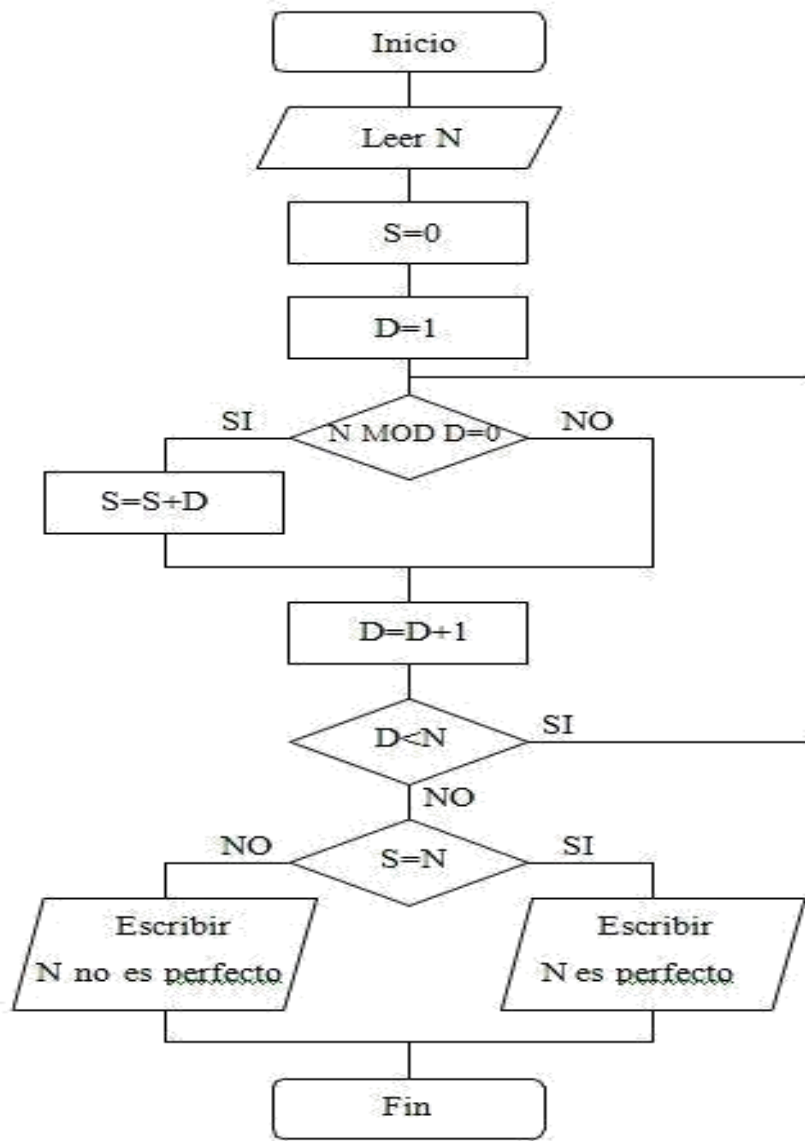 Inicio
Leer N
S=0
D=1
SI
N MOD D=0
NO
S=S+D
D=D+1
D<N
SI
NO
NO
S=N
SI
Escribir
N no es perfecto
Escribir
N es perfecto
Fin